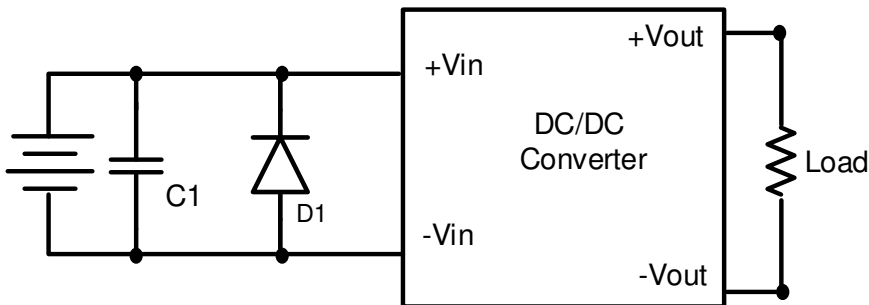 +Vout
+Vin
DC/DC
Converter
Load
C1
D1
-Vin
-Vout